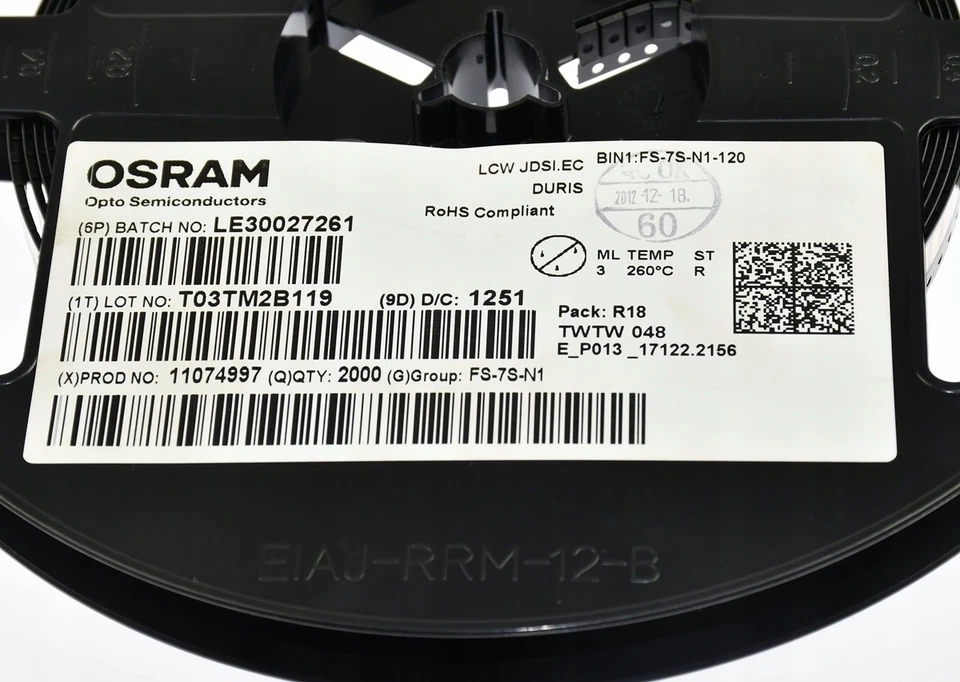 OSRAM
Opto Semiconductors
LCW JDSI.EC
BIN1:FS-7S-N1-120
DURIS
RoHS Compliant
2012-12-18.
60
(6P) BATCH NO: LE30027261
ML TEMP ST
3 260°C R
(1T) LOT NO: T03TM2B119 (9D) D/C: 1251
Pack: R18
TWTW 048
E_P013 _17122.2156
(X)PROD NO: 11074997 (Q)QTY: 2000 (G)Group: FS-7S-N1
EIAJ-RRM-12-B
0.2